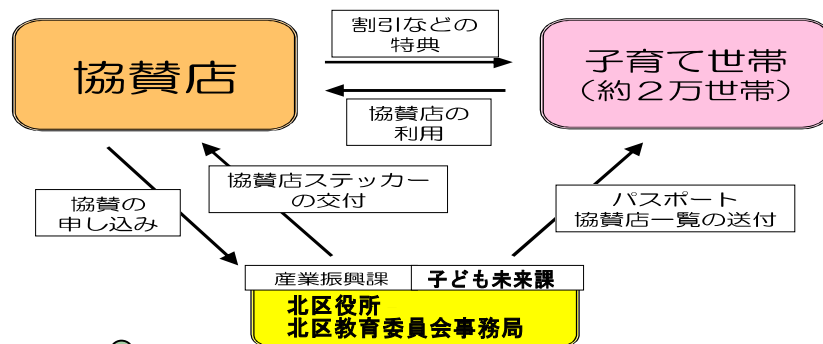 割引などの
特典
協賛店
子育て世帯
(約２万世帯)
協賛店の
利用
協賛店ステッカー
の交付
協賛の
申し込み
パスポート
協賛店一覧の送付
産業振興課
子ども未来課
北区役所
北区教育委員会事務局